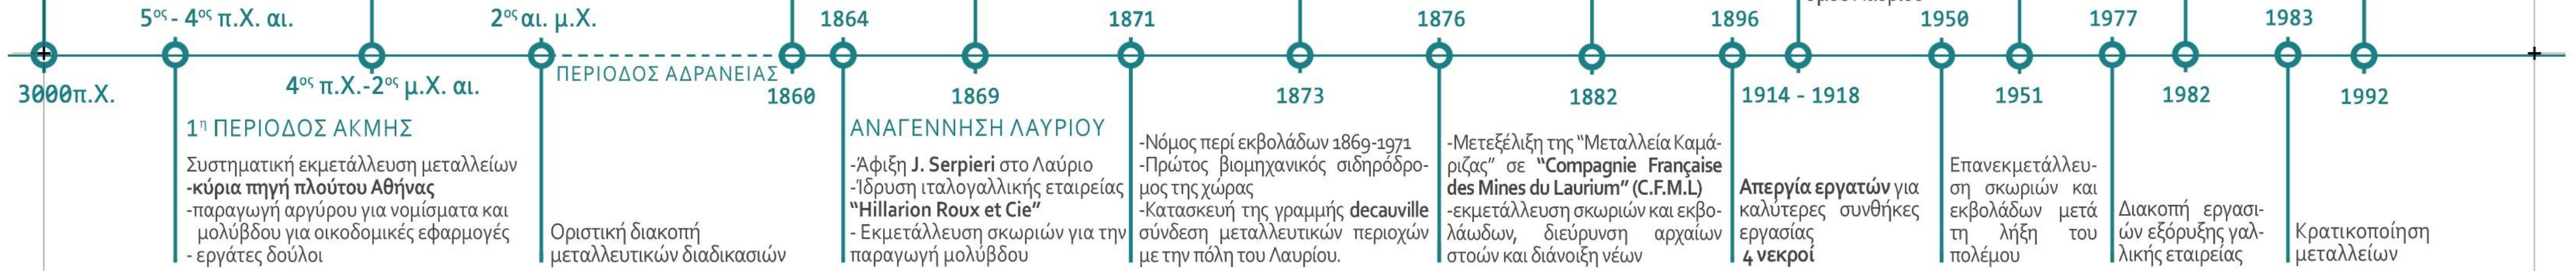 5ος - 4ος π.Χ. αι.
2ος αι. μ.Χ.
1864
1871
1876
1896
1950
1977
1983
ΠΕΡΙΟΔΟΣ ΑΔΡΑΝΕΙΑΣ
3000π.Χ.
4ος π.Χ.-2ος μ.Χ. αι.
1860
1869
1873
1882
1914 - 1918
1951
1982
1992
1η ΠΕΡΙΟΔΟΣ ΑΚΜΗΣ
Συστηματική εκμετάλλευση μεταλλείων
-κύρια πηγή πλούτου Αθήνας
-παραγωγή αργύρου για νομίσματα και
μολύβδου για οικοδομικές εφαρμογές
- εργάτες δούλοι
Οριστική διακοπή
μεταλλευτικών διαδικασιών
ΑΝΑΓΕΝΝΗΣΗ ΛΑΥΡΙΟΥ
-Άφιξη J. Serpieri στο Λαύριο
-Ίδρυση ιταλογαλλικής εταιρείας
"Hillarion Roux et Cie"
- Εκμετάλλευση σκωριών για την
παραγωγή μολύβδου
-Νόμος περί εκβολάδων 1869-1971
-Πρώτος βιομηχανικός σιδηρόδρο-
μος της χώρας
-Κατασκευή της γραμμής decauville
σύνδεση μεταλλευτικών περιοχών
με την πόλη του Λαυρίου.
-Μετεξέλιξη της "Μεταλλεία Καμά-
ριζας" σε "Compagnie Française
des Mines du Laurium" (C.F.M.L)
-εκμετάλλευση σκωριών και εκβο-
λάωδων, διεύρυνση αρχαίων
στοών και διάνοιξη νέων
Απεργία εργατών για
καλύτερες συνθήκες
εργασίας
4 νεκροί
Επανεκμετάλλευ-
ση σκωριών και
εκβολάδων μετά
τη λήξη του
πολέμου
Διακοπή εργασι-
ών εξόρυξης γαλ-
λικής εταιρείας
Κρατικοποίηση
μεταλλείων